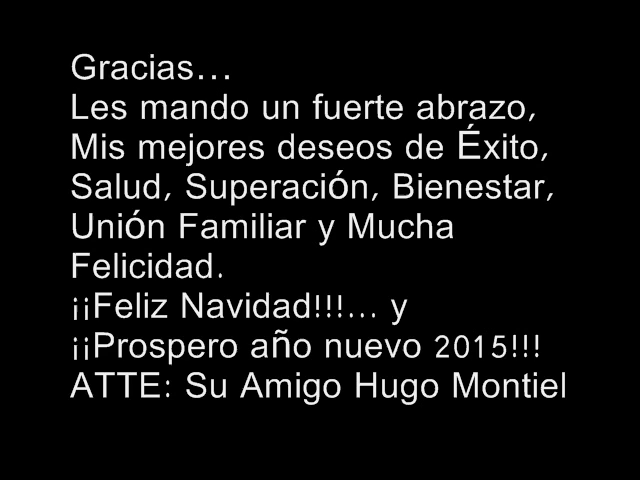 Gracias...
Les mando un fuerte abrazo,
Mis mejores deseos de Éxito,
Salud, Superación, Bienestar,
Unión Familiar y Mucha
Felicidad.
¡¡Feliz Navidad!!!... y
¡¡Prospero año nuevo 2015!!!
ATTE: Su Amigo Hugo Montiel